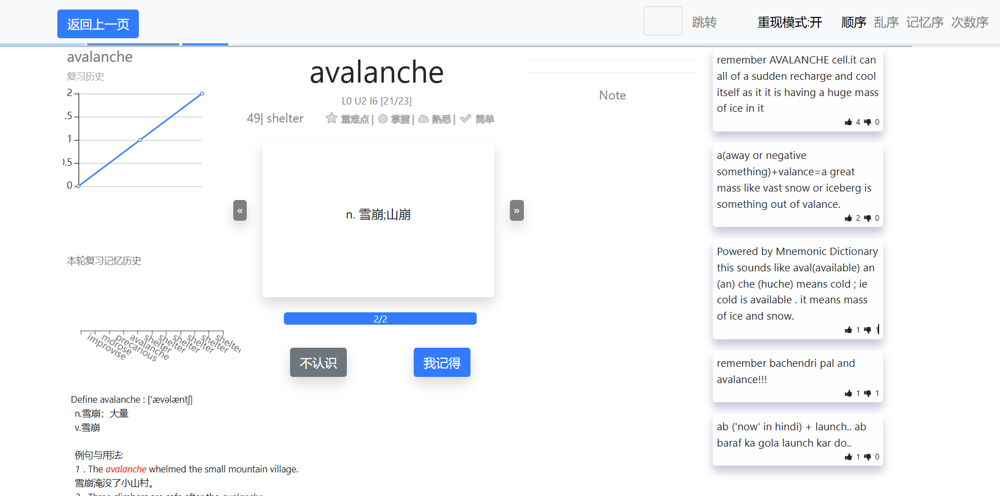 返回上一页
跳转
重现模式:开
顺序 乱序 记忆序 次数序
avalanche
复习历史
2
.5
1
0.5
0
本轮复习记忆历史
improvise
morose
precarious
avalanche
shelter
shelter
shelter
shelter
shelter
shelter
Define avalanche : ['ævəlæntʃ]
n.雪崩；大量
v.雪崩
例句与用法:
1 . The avalanche whelmed the small mountain village.
雪崩淹没了小山村。
2 . Three climbers are safe after the avalanche.
avalanche
L0 U2 I6 [21/23]
49| shelter
重难点 | 掌握 | 熟悉 | 简单
«
n. 雪崩;山崩
»
2/2
不认识
我记得
Note
remember AVALANCHE cell.it can
all of a sudden recharge and cool
itself as it it is having a huge mass
of ice in it
4 0
a(away or negative
something)+valance=a great
mass like vast snow or iceberg is
something out of valance.
2 0
Powered by Mnemonic Dictionary
this sounds like aval(available) an
(an) che (huche) means cold ; ie
cold is available . it means mass
of ice and snow.
1 1
remember bachendri pal and
avalance!!!
1 1
ab ('now' in hindi) + launch.. ab
baraf ka gola launch kar do..
1 0